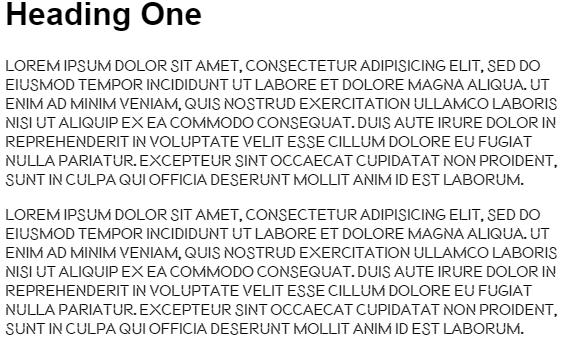 Heading One
LOREM IPSUM DOLOR SIT AMET, CONSECTETUR ADIPISICING ELIT, SED DO
EIUSMOD TEMPOR INCIDIDUNT UT LABORE ET DOLORE MAGNA ALIQUA. UT
ENIM AD MINIM VENIAM, QUIS NOSTRUD EXERCITATION ULLAMCO LABORIS
NISI UT ALIQUIP EX EA COMMODO CONSEQUAT. DUIS AUTE IRURE DOLOR IN
REPREHENDERIT IN VOLUPTATE VELIT ESSE CILLUM DOLORE EU FUGIAT
NULLA PARIATUR. EXCEPTEUR SINT OCCAECAT CUPIDATAT NON PROIDENT,
SUNT IN CULPA QUI OFFICIA DESERUNT MOLLIT ANIM ID EST LABORUM.
LOREM IPSUM DOLOR SIT AMET, CONSECTETUR ADIPISICING ELIT, SED DO
EIUSMOD TEMPOR INCIDIDUNT UT LABORE ET DOLORE MAGNA ALIQUA. UT
ENIM AD MINIM VENIAM, QUIS NOSTRUD EXERCITATION ULLAMCO LABORIS
NISI UT ALIQUIP EX EA COMMODO CONSEQUAT. DUIS AUTE IRURE DOLOR IN
REPREHENDERIT IN VOLUPTATE VELIT ESSE CILLUM DOLORE EU FUGIAT
NULLA PARIATUR. EXCEPTEUR SINT OCCAECAT CUPIDATAT NON PROIDENT,
SUNT IN CULPA QUI OFFICIA DESERUNT MOLLIT ANIM ID EST LABORUM.